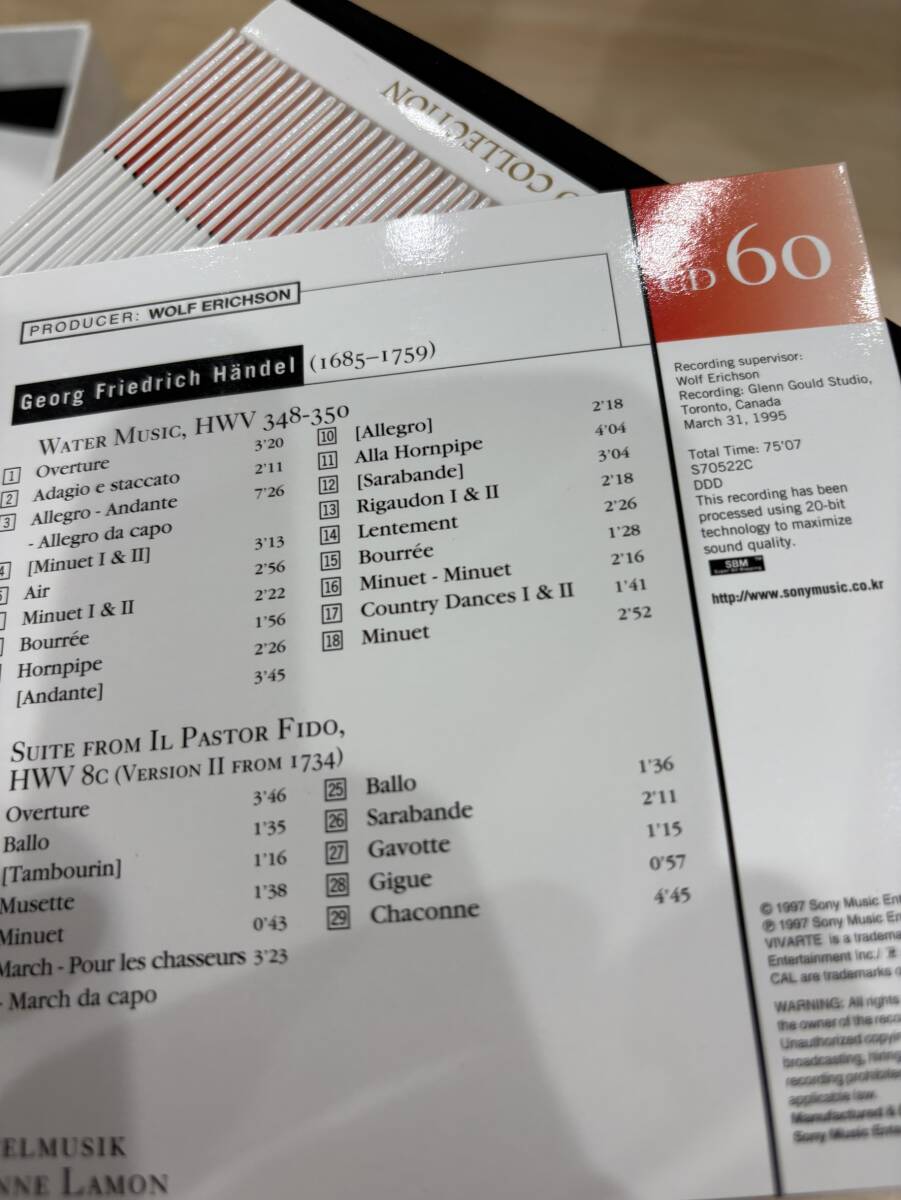 COLLECTION
CD 60
PRODUCER: WOLF ERICHSON
Georg Friedrich Händel (1685–1759)
WATER MUSIC, HWV 348-350
1 Overture 3'20
2 Adagio e staccato 2'11
3 Allegro - Andante 7'26
- Allegro da capo
4 [Minuet I & II] 3'13
Air 2'56
Minuet I & II 2'22
Bourrée 1'56
Hornpipe 2'26
[Andante] 3'45
10 [Allegro] 2'18
11 Alla Hornpipe 4'04
12 [Sarabande] 3'04
13 Rigaudon I & II 2'18
14 Lentement 2'26
15 Bourrée 1'28
16 Minuet - Minuet 2'16
17 Country Dances I & II 1'41
18 Minuet 2'52
SUITE FROM IL PASTOR FIDO,
HWV 8C (VERSION II FROM 1734)
Overture 3'46
Ballo 1'35
[Tambourin] 1'16
Musette 1'38
Minuet 0'43
March - Pour les chasseurs 3'23
- March da capo
25 Ballo 1'36
26 Sarabande 2'11
27 Gavotte 1'15
28 Gigue 0'57
29 Chaconne 4'45
ELMUSIK
NNE LAMON
Recording supervisor:
Wolf Erichson
Recording: Glenn Gould Studio,
Toronto, Canada
March 31, 1995
Total Time: 75'07
S70522C
DDD
This recording has been
processed using 20-bit
technology to maximize
sound quality.
SBM
http://www.sonymusic.co.kr
© 1997 Sony Music Ent
℗ 1997 Sony Music Ent
VIVARTE is a tradema
Entertainment Inc./
CAL are trademarks o
WARNING: All rights
the owner of the reco
Unauthorized copyin
broadcasting, hiring
recording prohibited
applicable law.
Manufactured &
Sony Music Ente